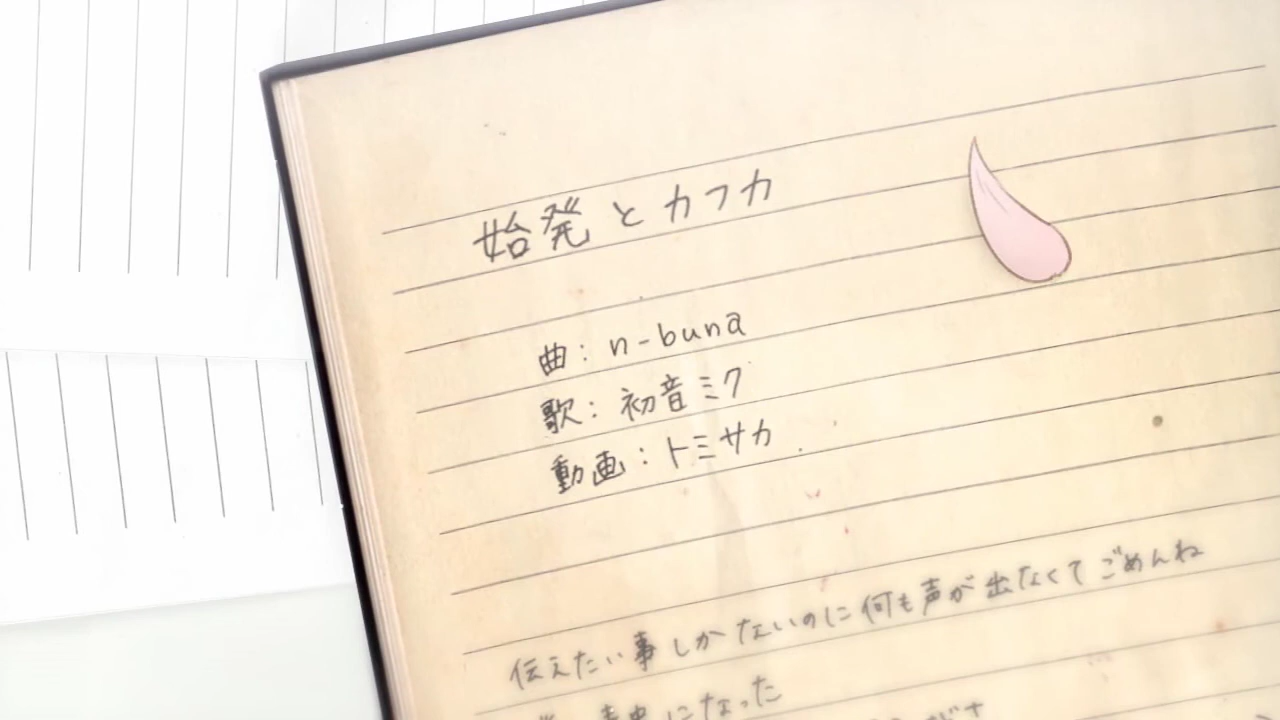 始発とカフカ
曲: n-buna
歌: 初音ミク
動画: トミサカ
伝えたい事しかないのに何も声が出なくてごめんね
になった